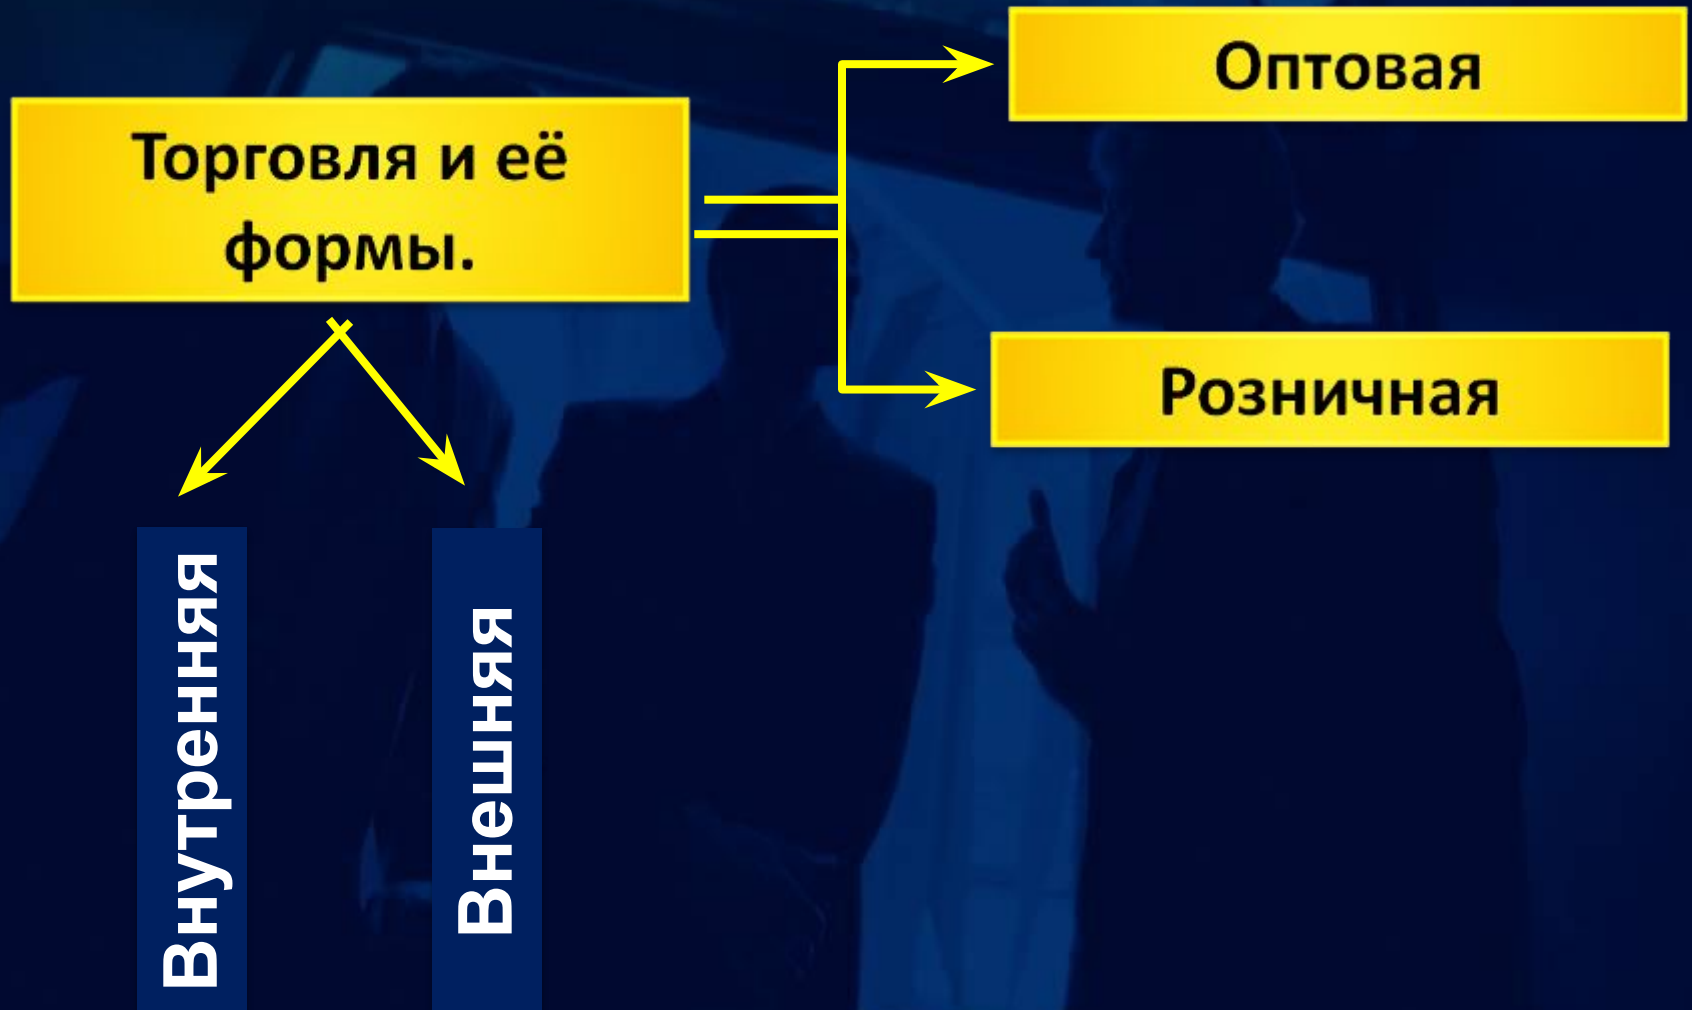 Оптовая
Торговля и её
формы.
Розничная
Внутренняя
Внешняя